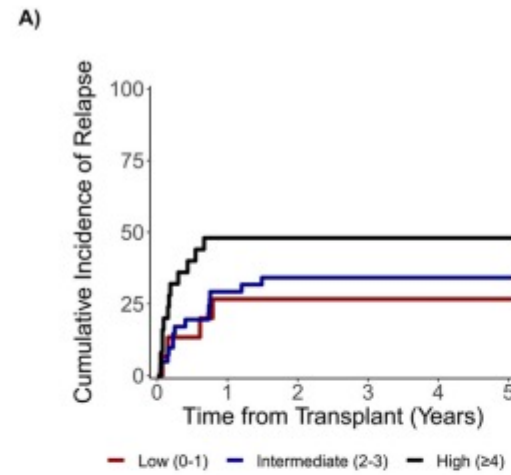 A)
Cumulative Incidence of Relapse
100
75
50
25
0
0 1 2 3 4 5
Time from Transplant (Years)
Low (0-1) Intermediate (2-3) High (≥4)